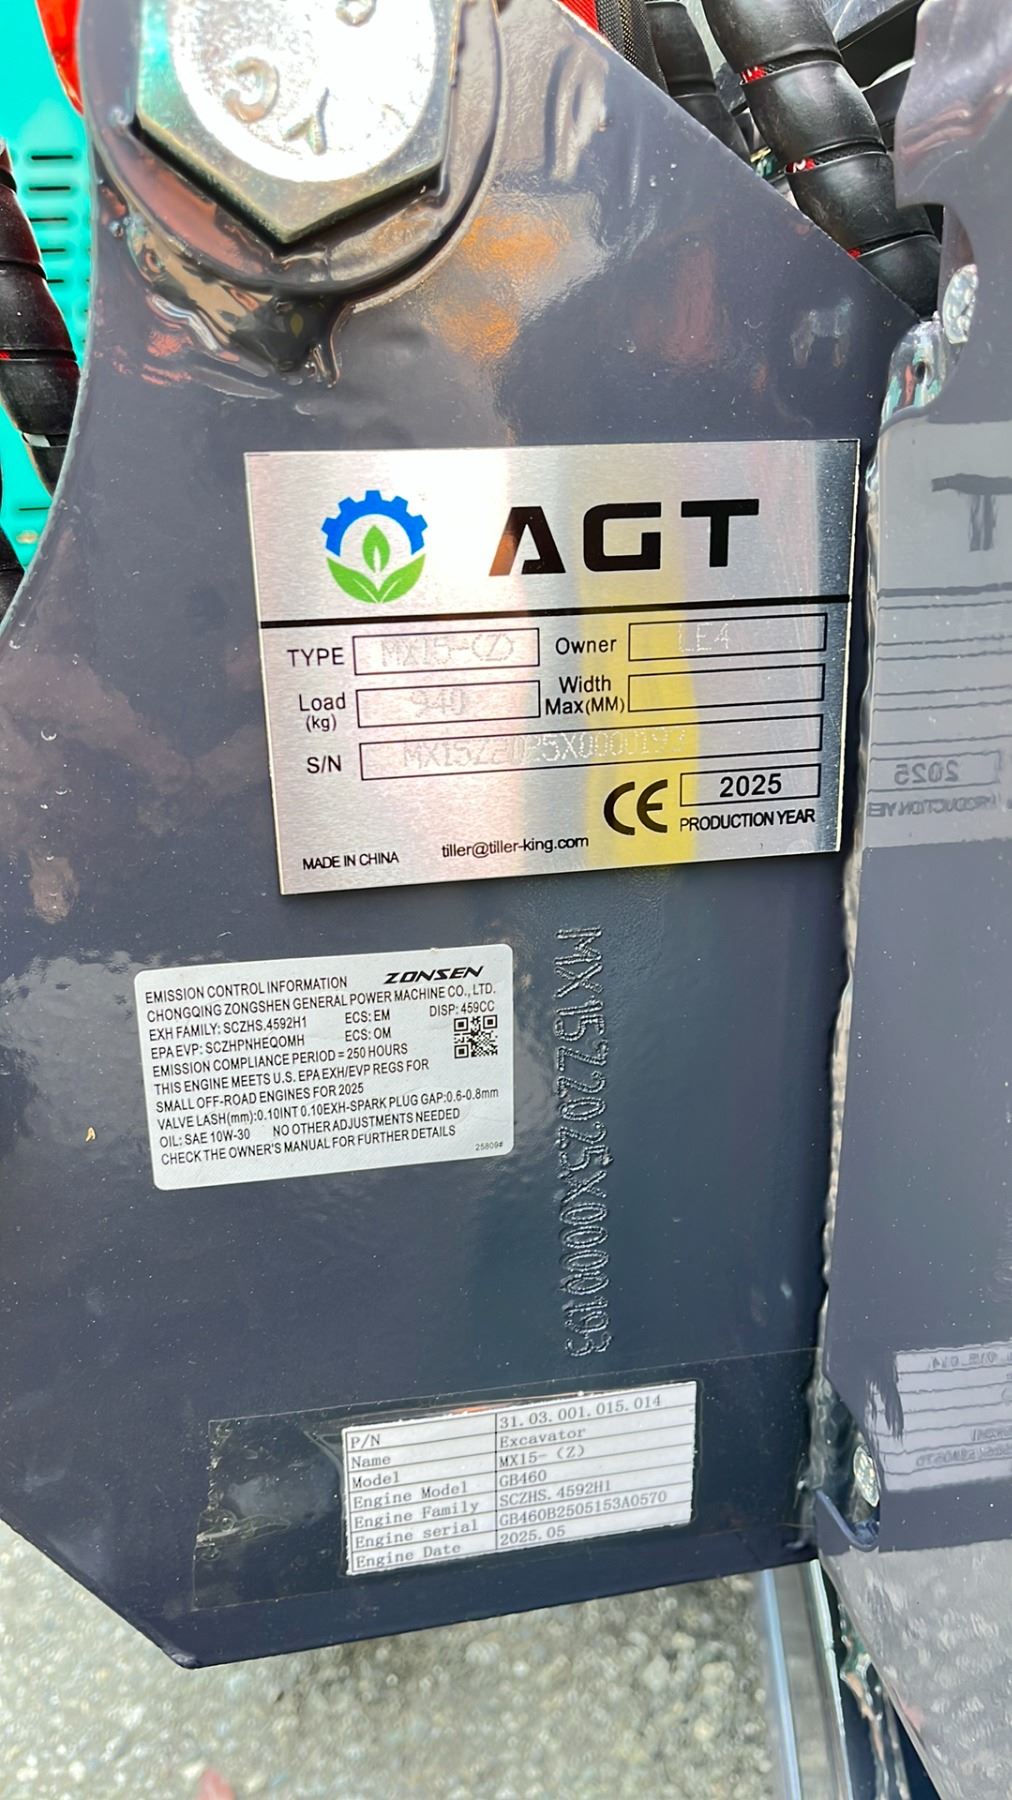 AGT
TYPE MX15-(Z) Owner LE4
Load (kg) 940 Width Max(MM)
S/N MX15Z2025X0000193
CE 2025
PRODUCTION YEAR
MADE IN CHINA tiller@tiller-king.com
EMISSION CONTROL INFORMATION ZONSEN
CHONGQING ZONGSHEN GENERAL POWER MACHINE CO., LTD.
EXH FAMILY: SCZHS.4592H1 ECS: EM DISP: 459CC
EPA EVP: SCZHPNHEQOMH ECS: OM
EMISSION COMPLIANCE PERIOD = 250 HOURS
THIS ENGINE MEETS U.S. EPA EXH/EVP REGS FOR
SMALL OFF-ROAD ENGINES FOR 2025
VALVE LASH(mm):0.10INT 0.10EXH-SPARK PLUG GAP:0.6-0.8mm
OIL: SAE 10W-30 NO OTHER ADJUSTMENTS NEEDED
CHECK THE OWNER'S MANUAL FOR FURTHER DETAILS
25809#
MX15Z2025X0000193
P/N 31.03.001.015.014
Name Excavator
Model MX15- (Z)
Engine Model GB460
Engine Family SCZHS.4592H1
Engine serial GB460B2505153A0570
Engine Date 2025.05